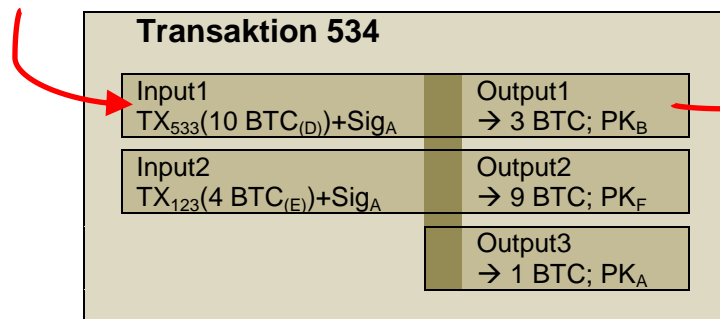 Transaktion 534
Input1
TX533(10 BTC(D))+SigA
Output1
→ 3 BTC; PKB
Input2
TX123(4 BTC(E))+SigA
Output2
→ 9 BTC; PKF
Output3
→ 1 BTC; PKA